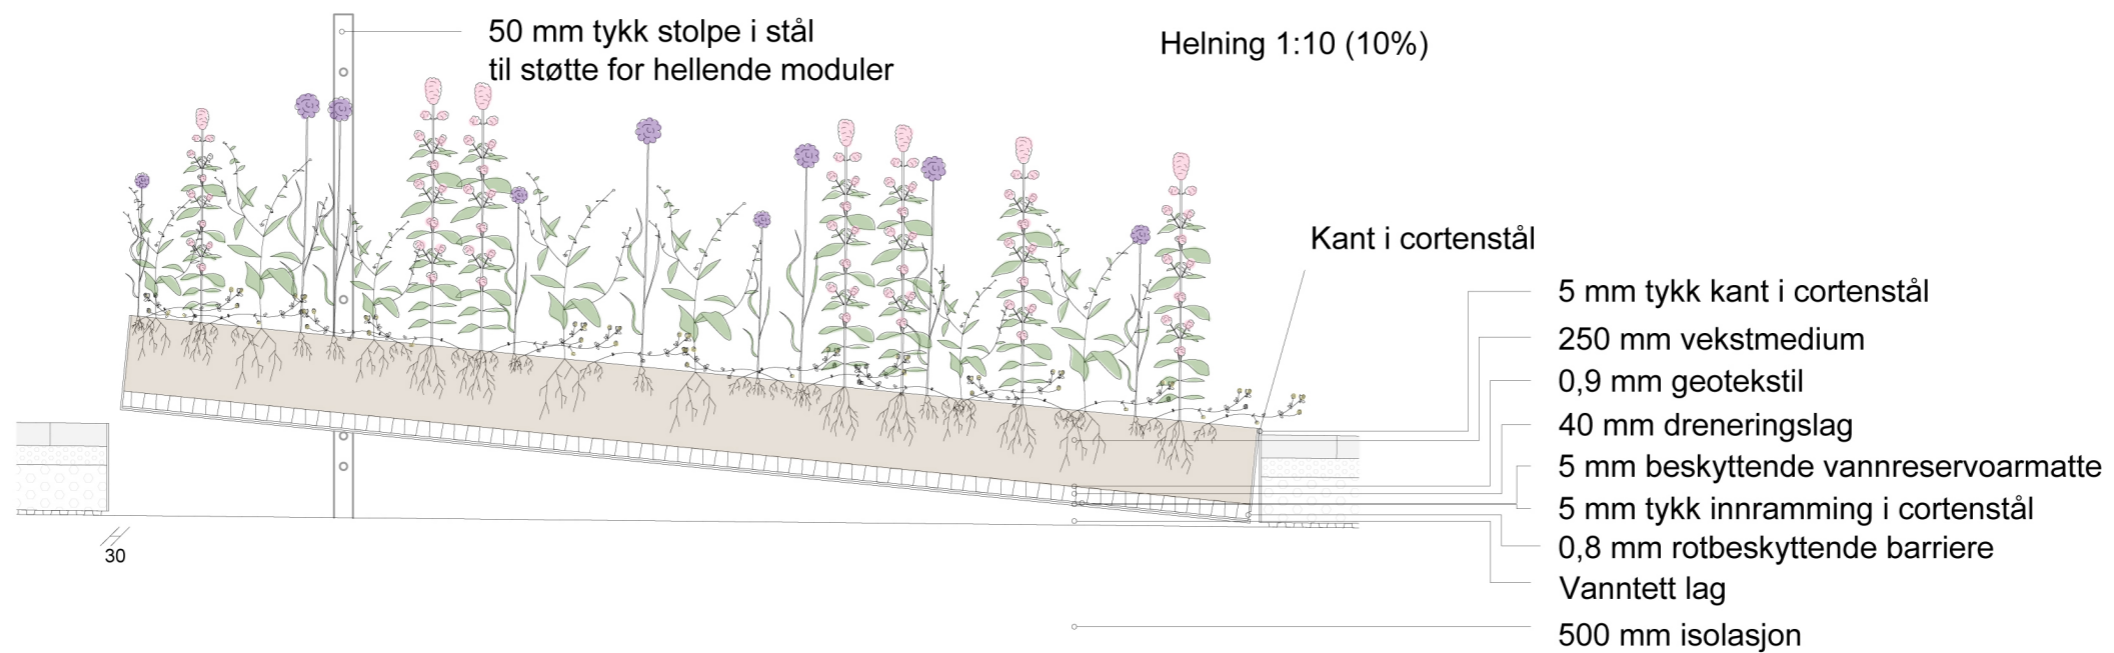 50 mm tykk stolpe i stål
til støtte for hellende moduler
Helning 1:10 (10%)
Kant i cortenstål
5 mm tykk kant i cortenstål
250 mm vekstmedium
0,9 mm geotekstil
40 mm dreneringslag
5 mm beskyttende vannreservoarmatte
5 mm tykk innramming i cortenstål
0,8 mm rotbeskyttende barriere
Vanntett lag
500 mm isolasjon
30